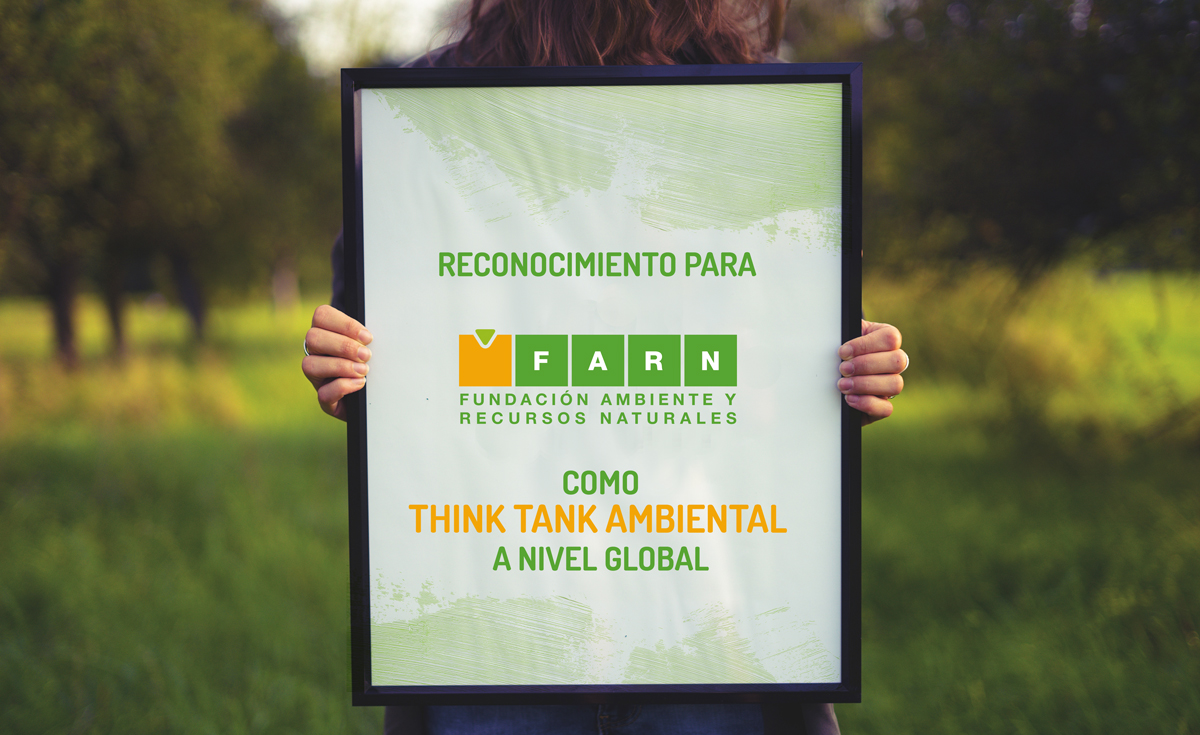 RECONOCIMIENTO PARA
FARN
FUNDACIÓN AMBIENTE Y
RECURSOS NATURALES
COMO
THINK TANK AMBIENTAL
A NIVEL GLOBAL